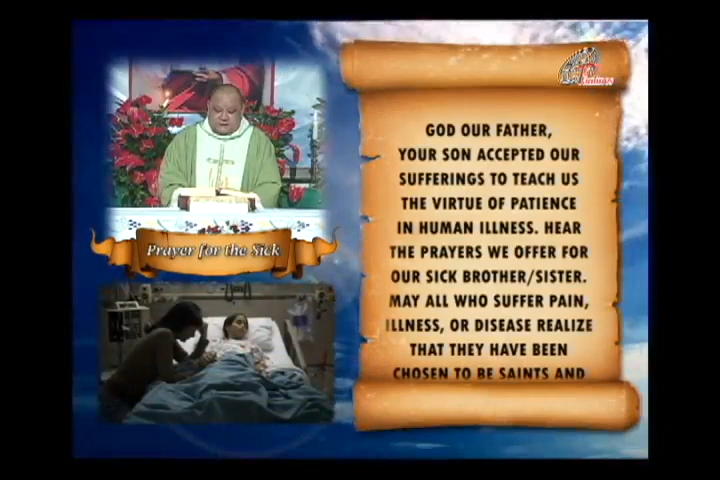 Prayer for the Sick
GOD OUR FATHER,
YOUR SON ACCEPTED OUR
SUFFERINGS TO TEACH US
THE VIRTUE OF PATIENCE
IN HUMAN ILLNESS. HEAR
THE PRAYERS WE OFFER FOR
OUR SICK BROTHER/SISTER.
MAY ALL WHO SUFFER PAIN,
ILLNESS, OR DISEASE REALIZE
THAT THEY HAVE BEEN
CHOSEN TO BE SAINTS AND